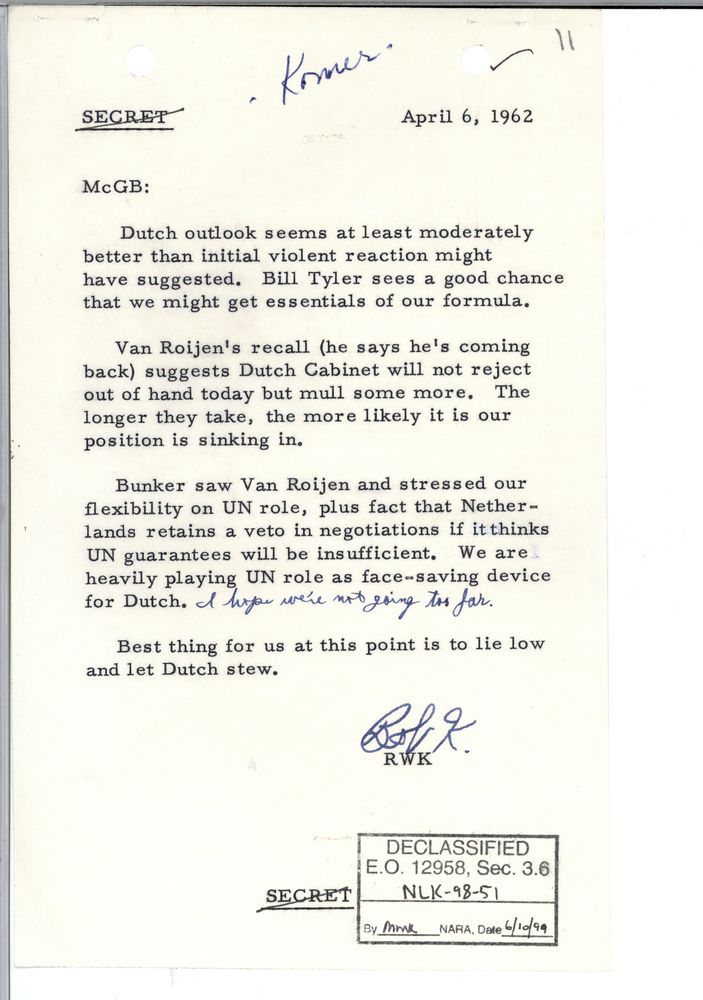 11
Komer
SECRET
April 6, 1962
McGB:
Dutch outlook seems at least moderately
better than initial violent reaction might
have suggested. Bill Tyler sees a good chance
that we might get essentials of our formula.
Van Roijen's recall (he says he's coming
back) suggests Dutch Cabinet will not reject
out of hand today but mull some more. The
longer they take, the more likely it is our
position is sinking in.
Bunker saw Van Roijen and stressed our
flexibility on UN role, plus fact that Nether-
lands retains a veto in negotiations if it thinks
UN guarantees will be insufficient. We are
heavily playing UN role as face-saving device
for Dutch. I hope we're not going too far.
Best thing for us at this point is to lie low
and let Dutch stew.
Bob K.
RWK
DECLASSIFIED
E.O. 12958, Sec. 3.6
SECRET
NLK-98-51
By NARA, Date 6/10/99